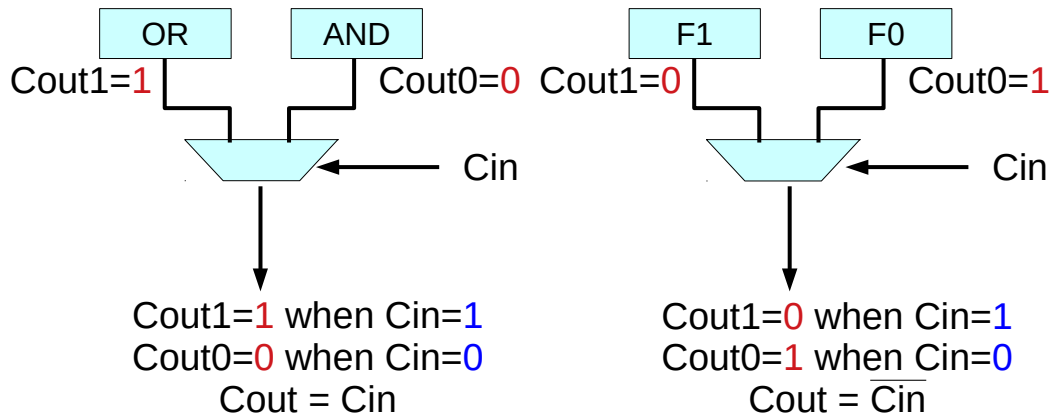 OR AND
Cout1=1 Cout0=0
Cin
Cout1=1 when Cin=1
Cout0=0 when Cin=0
Cout = Cin
F1 F0
Cout1=0 Cout0=1
Cin
Cout1=0 when Cin=1
Cout0=1 when Cin=0
Cout = C̅i̅n̅